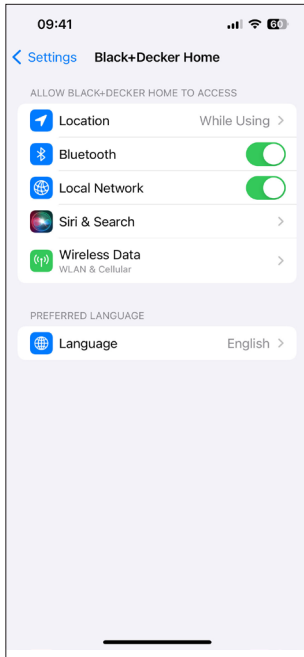 09:41
60
Settings
Black+Decker Home
ALLOW BLACK+DECKER HOME TO ACCESS
Location
While Using
Bluetooth
Local Network
Siri & Search
Wireless Data
WLAN & Cellular
PREFERRED LANGUAGE
Language
English